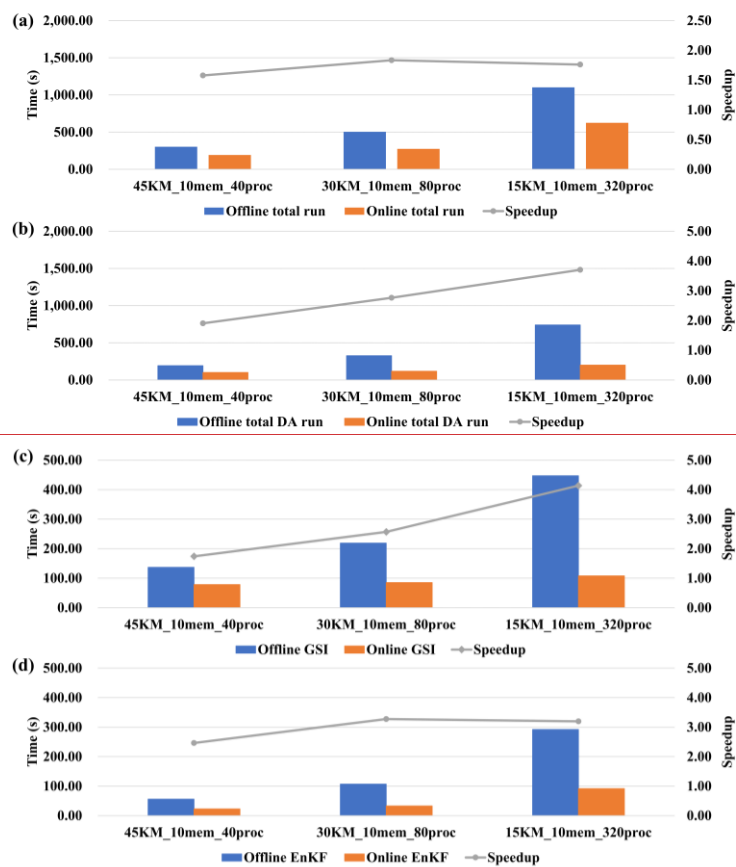 (a)
2,000.00 2.50
1,500.00 2.00
1,000.00 1.50
500.00 1.00
0.00 0.50
0.00
Time (s)
Speedup
45KM_10mem_40proc 30KM_10mem_80proc 15KM_10mem_320proc
Offline total run Online total run Speedup
(b)
2,000.00 5.00
1,500.00 4.00
1,000.00 3.00
500.00 2.00
0.00 1.00
0.00
Time (s)
Speedup
45KM_10mem_40proc 30KM_10mem_80proc 15KM_10mem_320proc
Offline total DA run Online total DA run Speedup
(c)
500.00 5.00
400.00 4.00
300.00 3.00
200.00 2.00
100.00 1.00
0.00 0.00
Time (s)
Speedup
45KM_10mem_40proc 30KM_10mem_80proc 15KM_10mem_320proc
Offline GSI Online GSI Speedup
(d)
500.00 5.00
400.00 4.00
300.00 3.00
200.00 2.00
100.00 1.00
0.00 0.00
Time (s)
Speedup
45KM_10mem_40proc 30KM_10mem_80proc 15KM_10mem_320proc
Offline EnKF Online EnKF Speedup